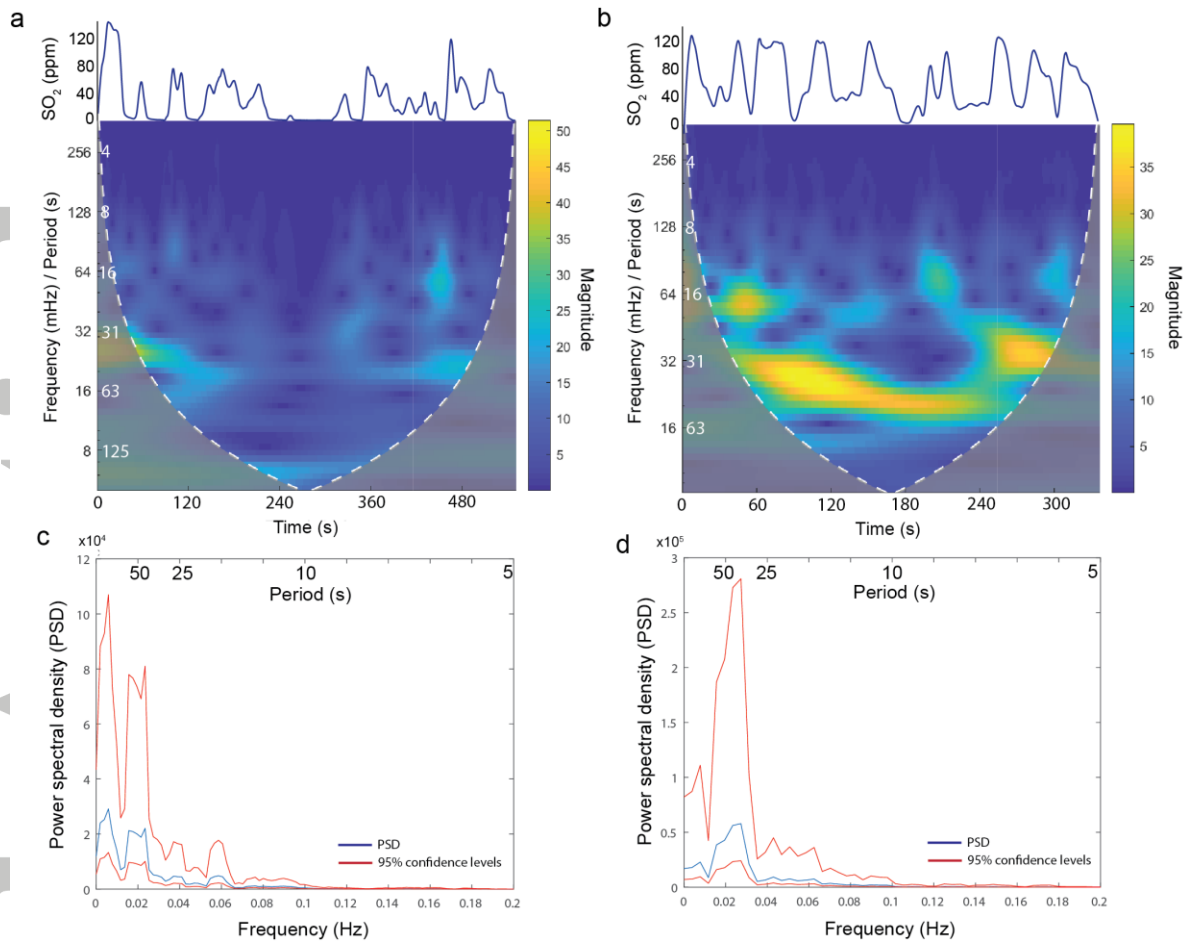 a
SO₂ (ppm)
120
80
40
0
Frequency (mHz) / Period (s)
256
128
64
32
16
8
4
8
16
31
63
125
0 120 240 360 480
Time (s)
50
45
40
35
30
25
20
15
10
5
Magnitude
b
SO₂ (ppm)
120
80
40
0
Frequency (mHz) / Period (s)
256
128
64
32
16
4
8
16
31
63
0 60 120 180 240 300
Time (s)
35
30
25
20
15
10
5
Magnitude
c
x10⁴
Power spectral density (PSD)
12
10
8
6
4
2
0
50 25 10 5
Period (s)
PSD
95% confidence levels
0 0.02 0.04 0.06 0.08 0.1 0.12 0.14 0.16 0.18 0.2
Frequency (Hz)
d
x10⁵
Power spectral density (PSD)
3
2.5
2
1.5
1
0.5
0
50 25 10 5
Period (s)
PSD
95% confidence levels
0 0.02 0.04 0.06 0.08 0.1 0.12 0.14 0.16 0.18 0.2
Frequency (Hz)